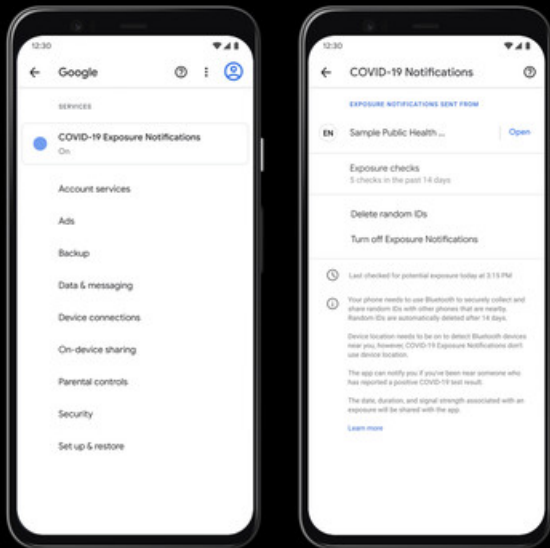 12:30
Google
SERVICES
COVID-19 Exposure Notifications
On
Account services
Ads
Backup
Data & messaging
Device connections
On-device sharing
Parental controls
Security
Set up & restore
12:30
COVID-19 Notifications
EXPOSURE NOTIFICATIONS SENT FROM
EN Sample Public Health ... Open
Exposure checks
5 checks in the past 14 days
Delete random IDs
Turn off Exposure Notifications
Last checked for potential exposure today at 3:15 PM
Your phone needs to use Bluetooth to securely collect and
share random IDs with other phones that are nearby.
Random IDs are automatically deleted after 14 days.
Device location needs to be on to detect Bluetooth devices
near you, however, COVID-19 Exposure Notifications don't
use device location.
The app can notify you if you've been near someone who
has reported a positive COVID-19 test result.
The date, duration, and signal strength associated with an
exposure will be shared with the app.
Learn more